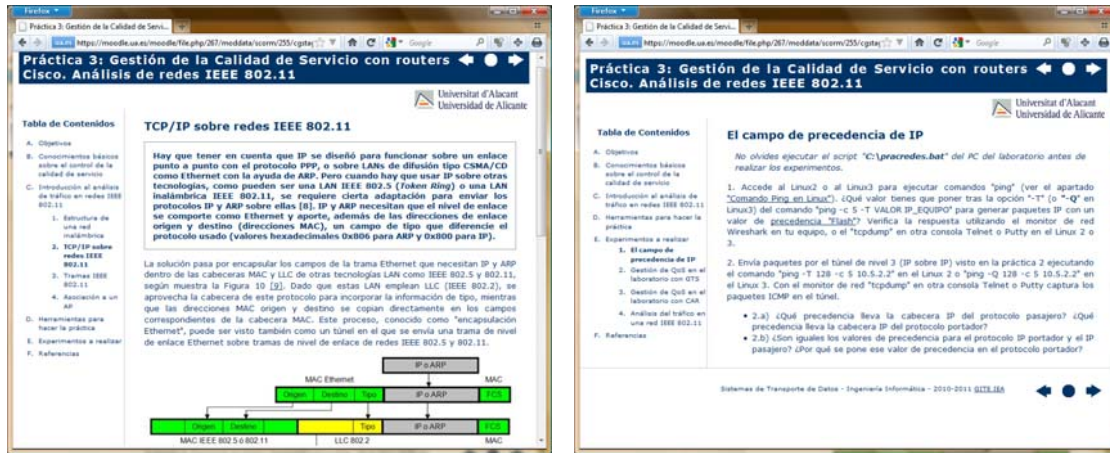 Firefox
Práctica 3: Gestión de la Calidad de Servi...
https://moodle.ua.es/moodle/file.php/267/moddata/scorm/255/cgstag
Google
Práctica 3: Gestión de la Calidad de Servicio con routers
Cisco. Análisis de redes IEEE 802.11
Universitat d'Alacant
Universidad de Alicante
Tabla de Contenidos
A. Objetivos
B. Conocimientos básicos
sobre el control de la
calidad de servicio
C. Introducción al análisis
de tráfico en redes IEEE
802.11
1. Estructura de
una red
inalámbrica
2. TCP/IP sobre
redes IEEE
802.11
3. Tramas IEEE
802.11
4. Asociación a un
AP
D. Herramientas para
hacer la práctica
E. Experimentos a realizar
F. Referencias
TCP/IP sobre redes IEEE 802.11
Hay que tener en cuenta que IP se diseñó para funcionar sobre un enlace
punto a punto con el protocolo PPP, o sobre LANs de difusión tipo CSMA/CD
como Ethernet con la ayuda de ARP. Pero cuando hay que usar IP sobre otras
tecnologías, como pueden ser una LAN IEEE 802.5 (Token Ring) o una LAN
inalámbrica IEEE 802.11, se requiere cierta adaptación para enviar los
protocolos IP y ARP sobre ellas [8]. IP y ARP necesitan que el nivel de enlace
se comporte como Ethernet y aporte, además de las direcciones de enlace
origen y destino (direcciones MAC), un campo de tipo que diferencie el
protocolo usado (valores hexadecimales 0x806 para ARP y 0x800 para IP).
La solución pasa por encapsular los campos de la trama Ethernet que necesitan IP y ARP
dentro de las cabeceras MAC y LLC de otras tecnologías LAN como IEEE 802.5 y 802.11,
según muestra la Figura 10 [9]. Dado que estas LAN emplean LLC (IEEE 802.2), se
aprovecha la cabecera de este protocolo para incorporar la información de tipo, mientras
que las direcciones MAC origen y destino se copian directamente en los campos
correspondientes de la cabecera MAC. Este proceso, conocido como "encapsulación
Ethernet", puede ser visto también como un túnel en el que se envía una trama de nivel
de enlace Ethernet sobre tramas de nivel de enlace de redes IEEE 802.5 y 802.11.
IP o ARP
MAC Ethernet
MAC
Origen Destino Tipo IP o ARP FCS
Origen Destino Tipo IP o ARP FCS
MAC IEEE 802.5 ó 802.11 LLC 802.2 MAC
Firefox
Práctica 3: Gestión de la Calidad de Servi...
https://moodle.ua.es/moodle/file.php/267/moddata/scorm/255/cgstag
Google
Práctica 3: Gestión de la Calidad de Servicio con routers
Cisco. Análisis de redes IEEE 802.11
Universitat d'Alacant
Universidad de Alicante
Tabla de Contenidos
A. Objetivos
B. Conocimientos básicos
sobre el control de la
calidad de servicio
C. Introducción al análisis de
tráfico en redes IEEE 802.11
D. Herramientas para hacer la
práctica
E. Experimentos a realizar
1. El campo de
precedencia de IP
2. Gestión de QoS en el
laboratorio con GTS
3. Gestión de QoS en el
laboratorio con CAR
4. Análisis del tráfico en
una red IEEE 802.11
F. Referencias
El campo de precedencia de IP
No olvides ejecutar el script "C:\pracredes.bat" del PC del laboratorio antes de
realizar los experimentos.
1. Accede al Linux2 o al Linux3 para ejecutar comandos "ping" (ver el apartado
"Comando Ping en Linux"). ¿Qué valor tienes que poner tras la opción "-T" (o "-Q" en
Linux3) del comando "ping -c 5 -T VALOR IP_EQUIPO" para generar paquetes IP con un
valor de precedencia "Flash"? Verifica la respuesta utilizando el monitor de red
Wireshark en tu equipo, o el "tcpdump" en otra consola Telnet o Putty en el Linux 2 o
3.
2. Envía paquetes por el túnel de nivel 3 (IP sobre IP) visto en la práctica 2 ejecutando
el comando "ping -T 128 -c 5 10.5.2.2" en el Linux 2 o "ping -Q 128 -c 5 10.5.2.2" en
el Linux 3. Con el monitor de red "tcpdump" en otra consola Telnet o Putty captura los
paquetes ICMP en el túnel.
• 2.a) ¿Qué precedencia lleva la cabecera IP del protocolo pasajero? ¿Qué
precedencia lleva la cabecera IP del protocolo portador?
• 2.b) ¿Son iguales los valores de precedencia para el protocolo IP portador y el IP
pasajero? ¿Por qué se pone ese valor de precedencia en el protocolo portador?
Sistemas de Transporte de Datos - Ingeniería Informática - 2010-2011 GITE IEA